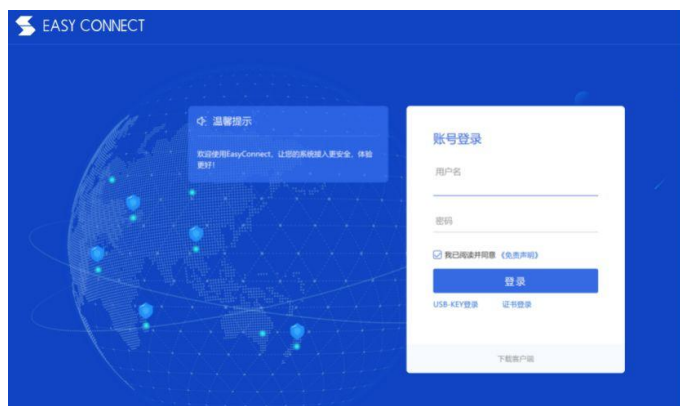 EASY CONNECT
温馨提示
欢迎使用EasyConnect，让您的系统接入更安全，体验
更好！
账号登录
用户名
密码
我已阅读并同意《免责声明》
登录
USB-KEY登录 证书登录
下载客户端